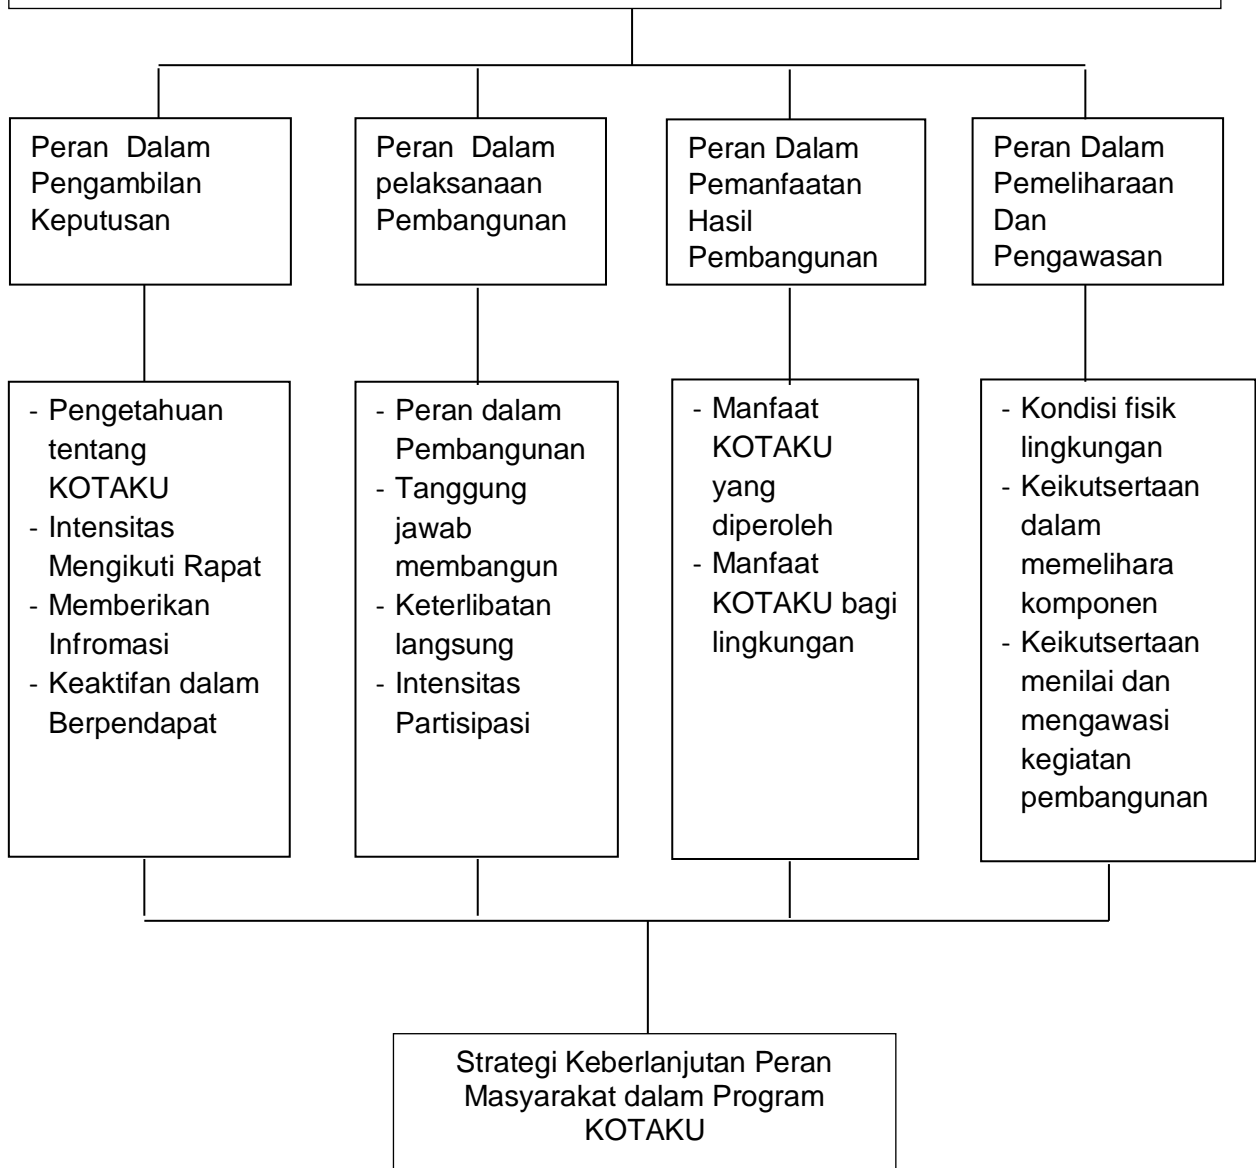 Peran Dalam
Pengambilan
Keputusan
Peran Dalam
pelaksanaan
Pembangunan
Peran Dalam
Pemanfaatan
Hasil
Pembangunan
Peran Dalam
Pemeliharaan
Dan
Pengawasan
- Pengetahuan
tentang
KOTAKU
- Intensitas
Mengikuti Rapat
- Memberikan
Infromasi
- Keaktifan dalam
Berpendapat
- Peran dalam
Pembangunan
- Tanggung
jawab
membangun
- Keterlibatan
langsung
- Intensitas
Partisipasi
- Manfaat
KOTAKU
yang
diperoleh
- Manfaat
KOTAKU bagi
lingkungan
- Kondisi fisik
lingkungan
- Keikutsertaan
dalam
memelihara
komponen
- Keikutsertaan
menilai dan
mengawasi
kegiatan
pembangunan
Strategi Keberlanjutan Peran
Masyarakat dalam Program
KOTAKU